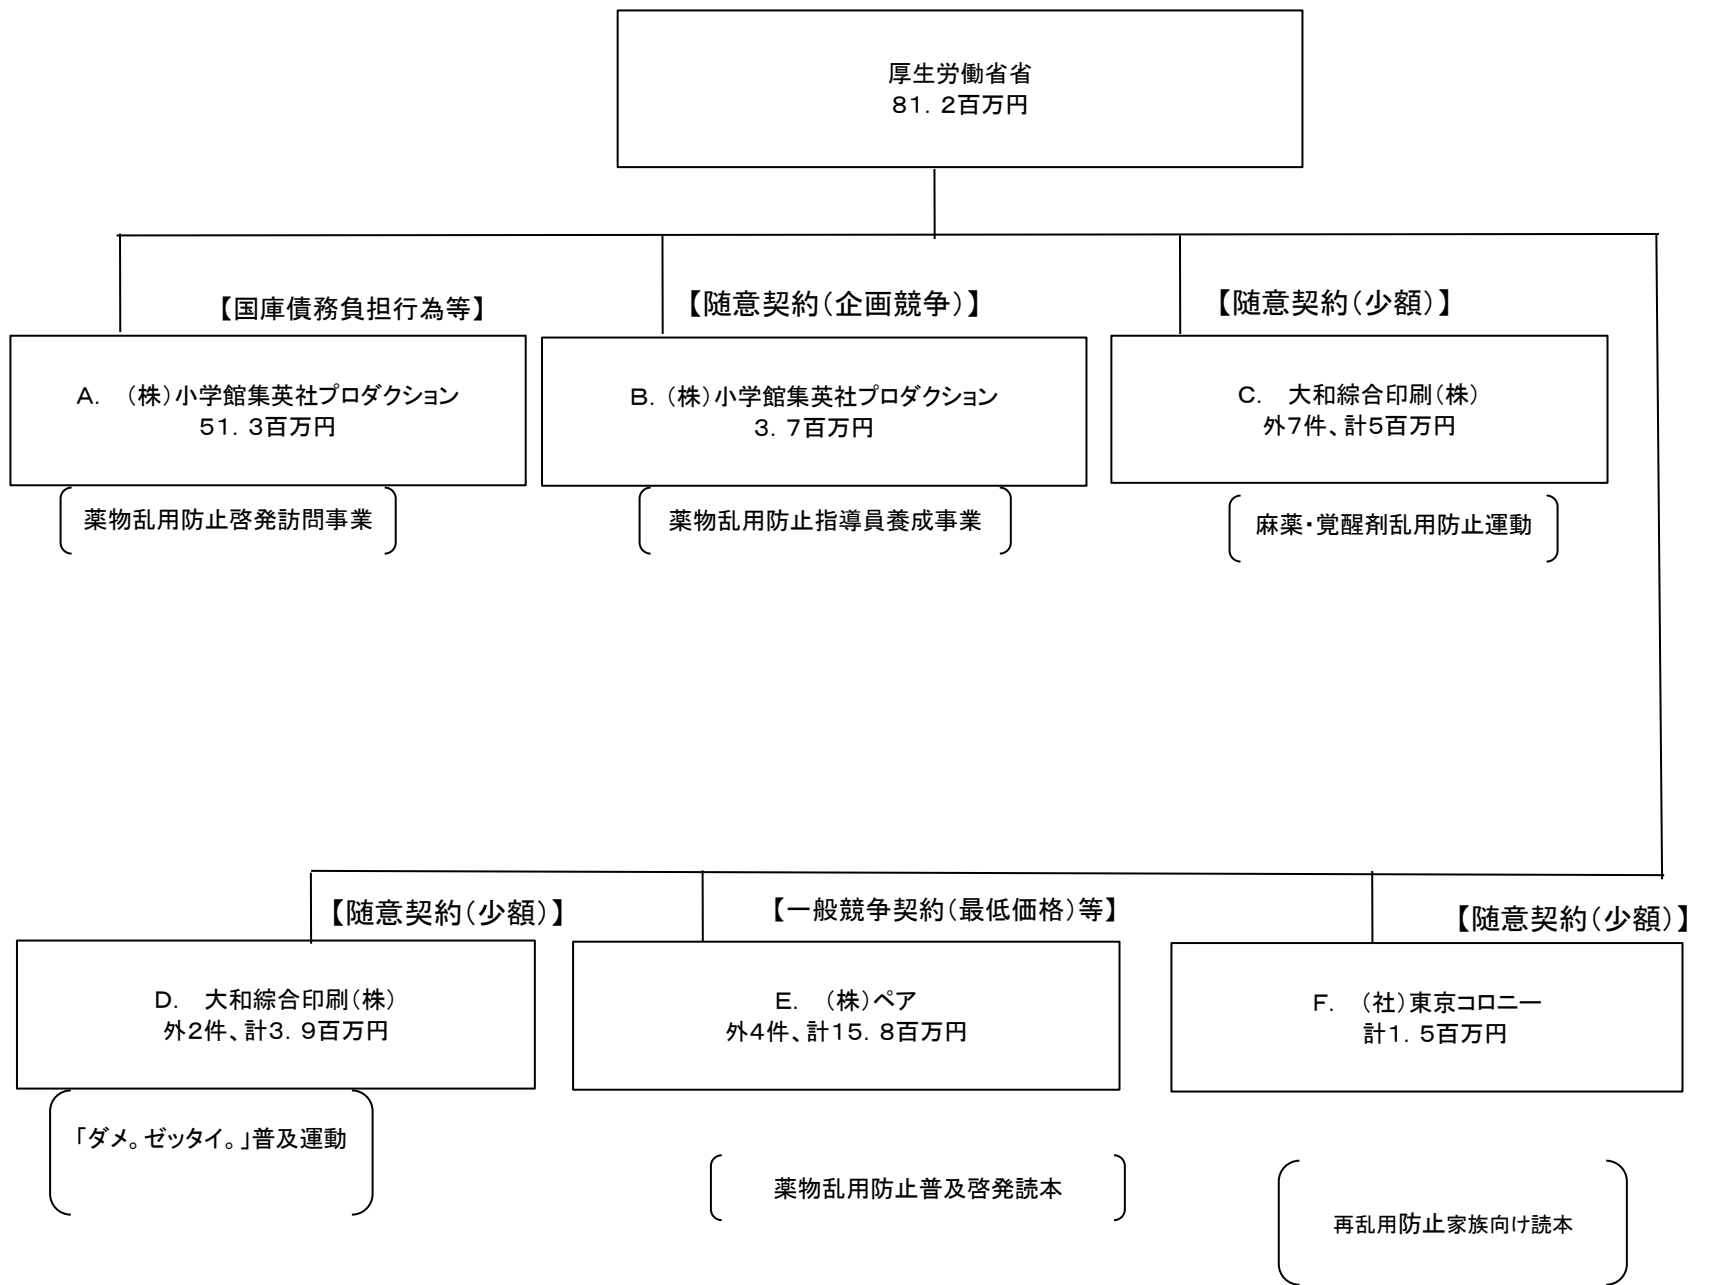 厚生労働省省
81．2百万円
【国庫債務負担行為等】
【随意契約（企画競争）】
【随意契約（少額）】
A.　（株）小学館集英社プロダクション
51．3百万円
B．（株）小学館集英社プロダクション
3．7百万円
C.　大和綜合印刷（株）
外7件、計5百万円
薬物乱用防止啓発訪問事業
薬物乱用防止指導員養成事業
麻薬・覚醒剤乱用防止運動
【随意契約（少額）】
【一般競争契約（最低価格）等】
【随意契約（少額）】
D.　大和綜合印刷（株）
外2件、計3．9百万円
E.　（株）ペア
外4件、計15．8百万円
F.　（社）東京コロニー
計1．5百万円
「ダメ。ゼッタイ。」普及運動
薬物乱用防止普及啓発読本
再乱用防止家族向け読本